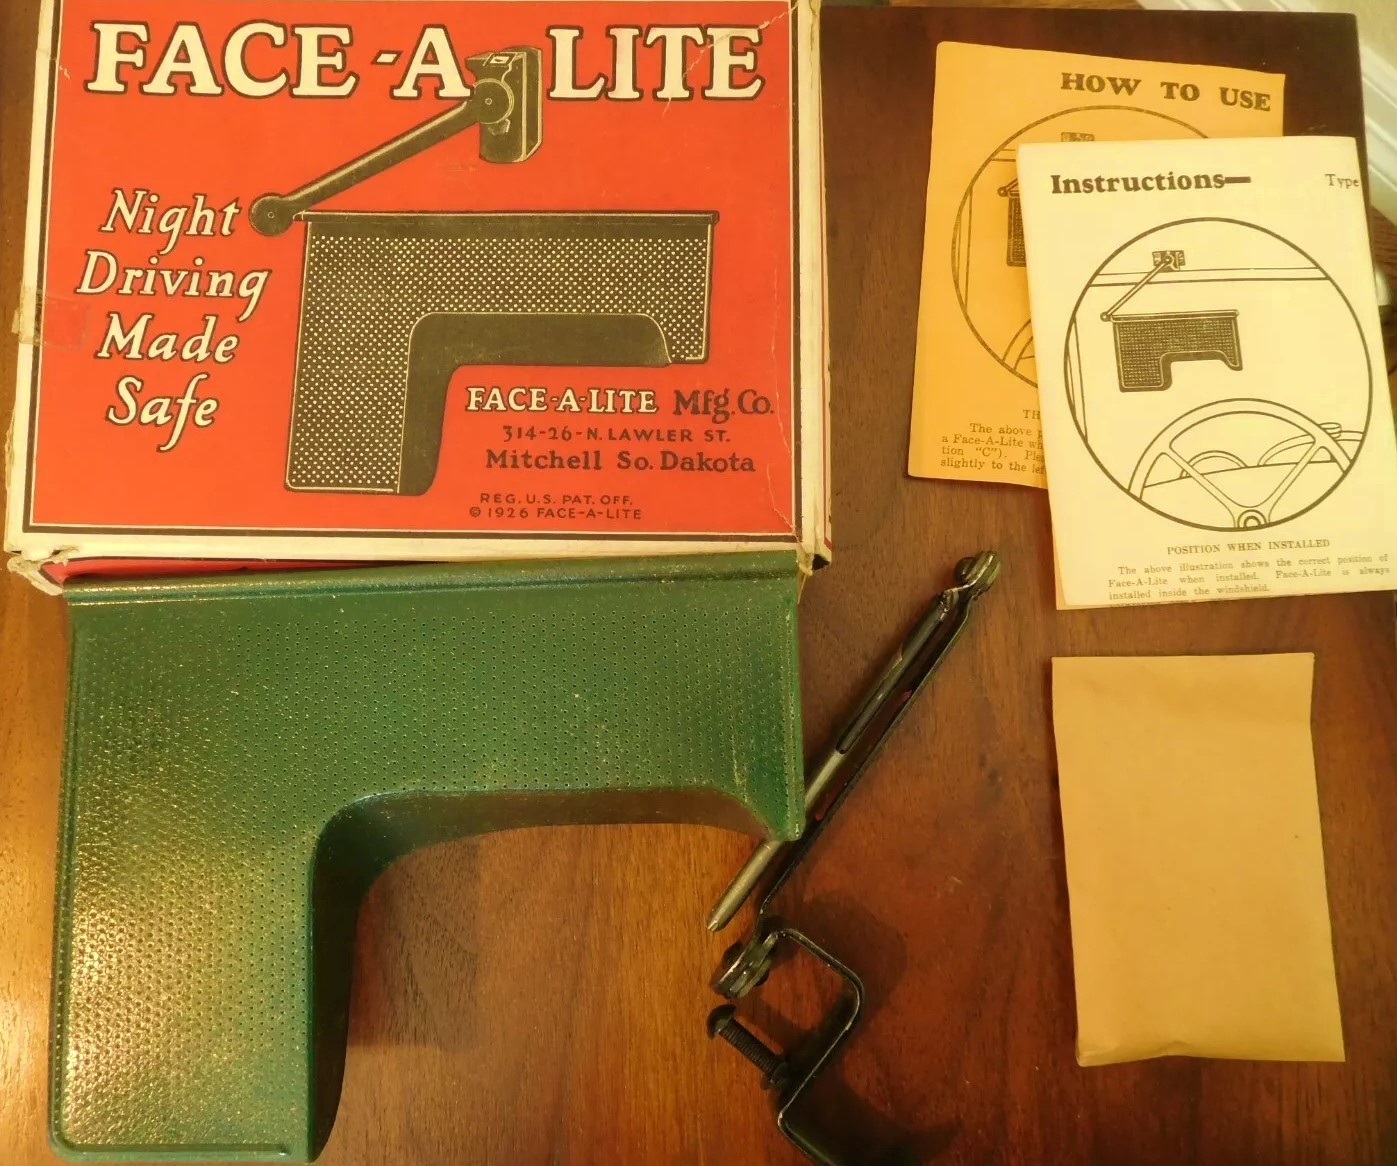 FACE-A-LITE
Night
Driving
Made
Safe
FACE-A-LITE Mfg. Co.
314-26-N. LAWLER ST.
Mitchell So. Dakota
REG. U.S. PAT. OFF.
© 1926 FACE-A-LITE
HOW TO USE
The above
a Face-A-Lite
tion "C").
slightly to the
Instructions—
Type
POSITION WHEN INSTALLED
The above illustration shows the correct position of
Face-A-Lite when installed. Face-A-Lite is always
installed inside the windshield.